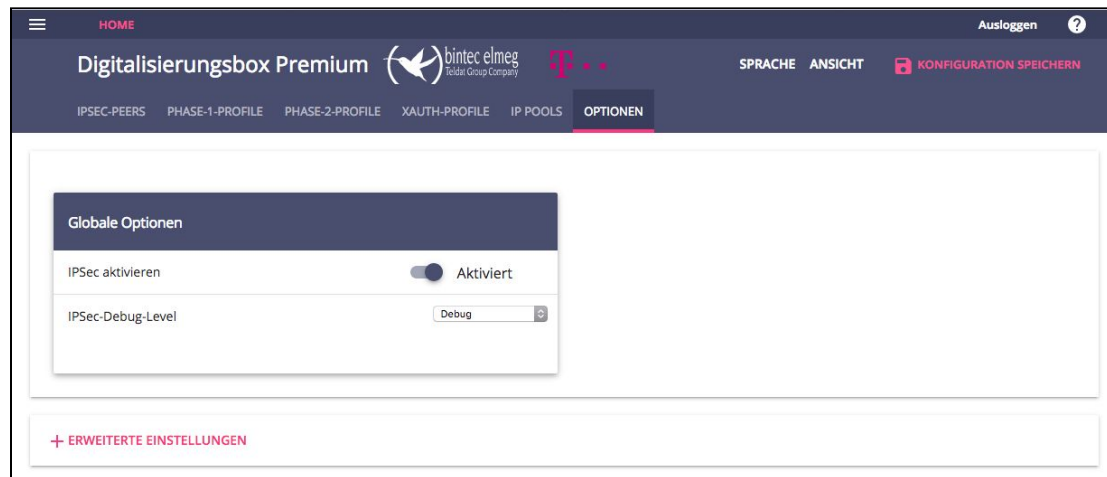 HOME Ausloggen ?
Digitalisierungsbox Premium bintec elmeg T
Teldat Group Company
SPRACHE ANSICHT KONFIGURATION SPEICHERN
IPSEC-PEERS PHASE-1-PROFILE PHASE-2-PROFILE XAUTH-PROFILE IP POOLS OPTIONEN
Globale Optionen
IPSec aktivieren Aktiviert
IPSec-Debug-Level Debug
+ ERWEITERTE EINSTELLUNGEN